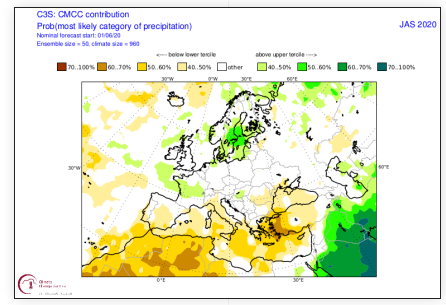 C3S: CMCC contribution
Prob(most likely category of precipitation)
JAS 2020
Nominal forecast start: 01/06/20
Ensemble size = 50, climate size = 960
<---- below lower tercile
above upper tercile ---->
70..100%
60..70%
50..60%
40..50%
other
40..50%
50..60%
60..70%
70..100%
30°W
0°W
30°E
60°E
30°W
60°E
0°E
30°E